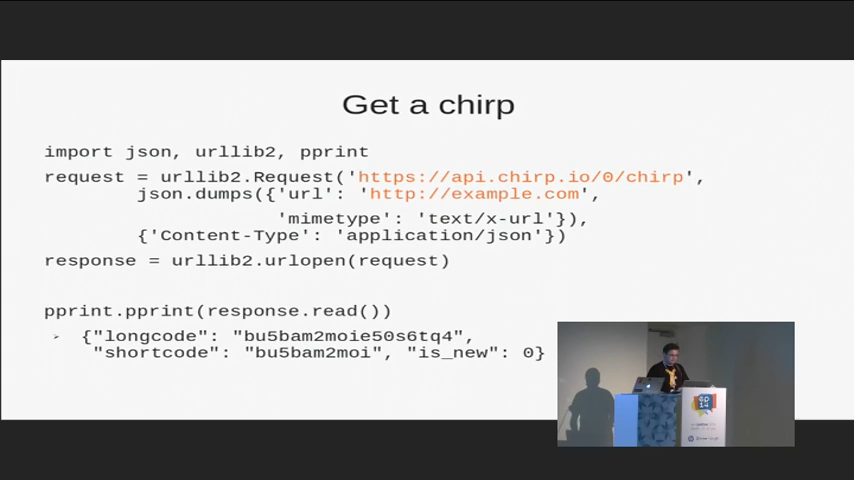 Get a chirp
import json, urllib2, pprint
request = urllib2.Request('https://api.chirp.io/0/chirp',
json.dumps({'url': 'http://example.com',
'mimetype': 'text/x-url'}),
{'Content-Type': 'application/json'})
response = urllib2.urlopen(request)
pprint.pprint(response.read())
➢ {"longcode": "bu5bam2moie50s6tq4",
"shortcode": "bu5bam2moi", "is_new": 0}